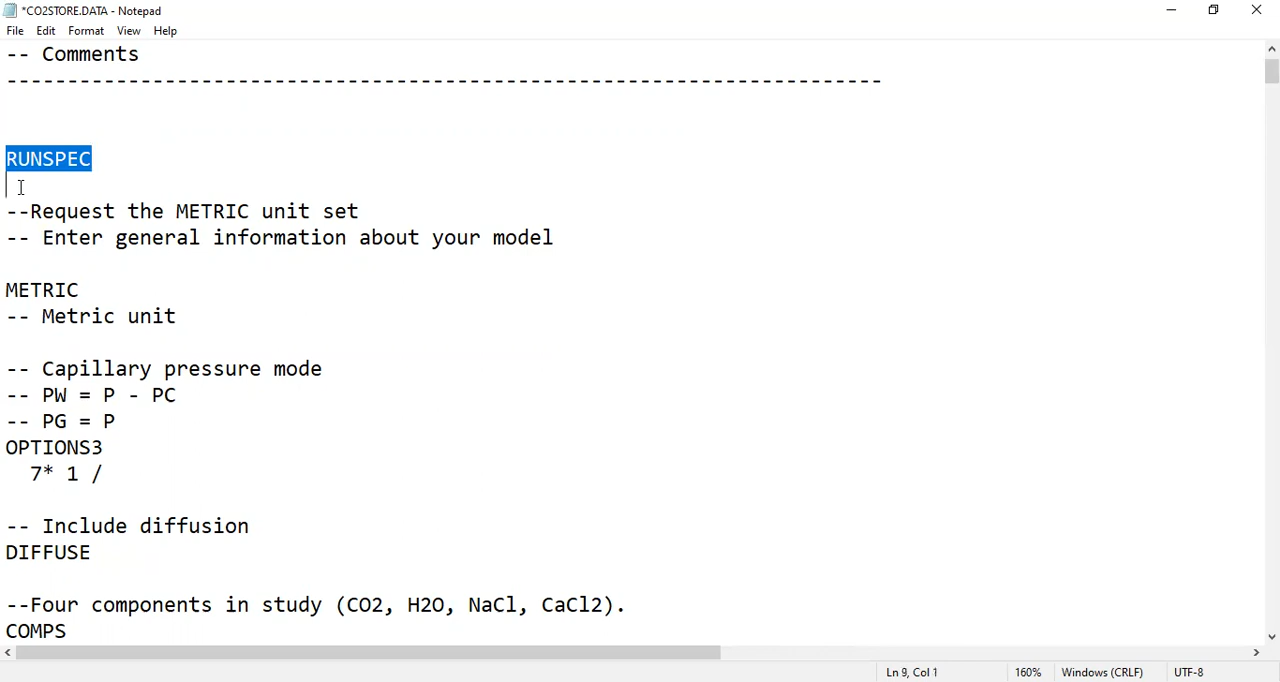 *CO2STORE.DATA - Notepad
File Edit Format View Help
-- Comments
------------------------------------------------------------------------
RUNSPEC
--Request the METRIC unit set
-- Enter general information about your model
METRIC
-- Metric unit
-- Capillary pressure mode
-- PW = P - PC
-- PG = P
OPTIONS3
7* 1 /
-- Include diffusion
DIFFUSE
--Four components in study (CO2, H2O, NaCl, CaCl2).
COMPS
Ln 9, Col 1 160% Windows (CRLF) UTF-8